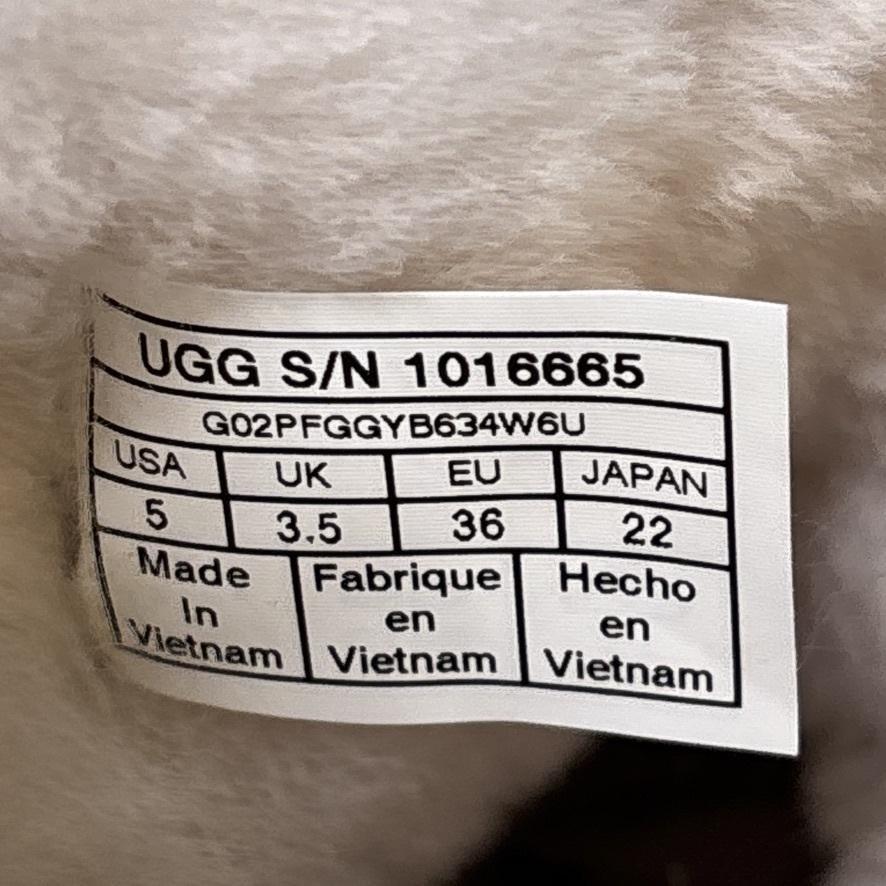 UGG S/N 1016665
G02PFGGYB634W6U
USA UK EU JAPAN
5 3.5 36 22
Made Fabrique Hecho
In en en
Vietnam Vietnam Vietnam